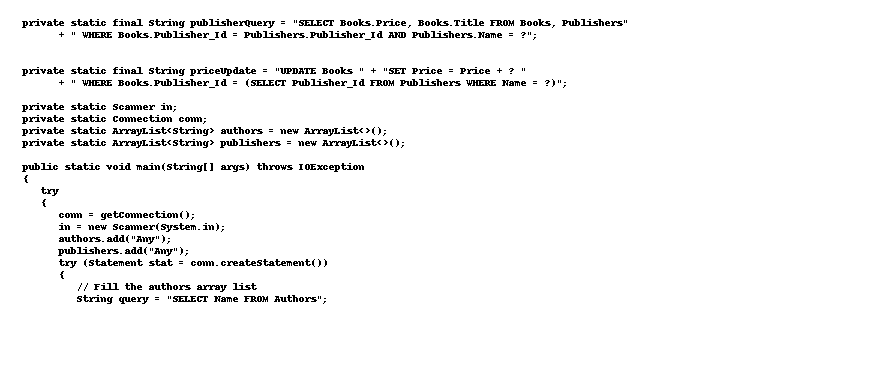 private static final String publisherQuery = "SELECT Books.Price, Books.Title FROM Books, Publishers"
+ " WHERE Books.Publisher_Id = Publishers.Publisher_Id AND Publishers.Name = ?";
private static final String priceUpdate = "UPDATE Books " + "SET Price = Price + ? "
+ " WHERE Books.Publisher_Id = (SELECT Publisher_Id FROM Publishers WHERE Name = ?)";
private static Scanner in;
private static Connection conn;
private static ArrayList<String> authors = new ArrayList<>();
private static ArrayList<String> publishers = new ArrayList<>();
public static void main(String[] args) throws IOException
{
try
{
conn = getConnection();
in = new Scanner(System.in);
authors.add("Any");
publishers.add("Any");
try (Statement stat = conn.createStatement())
{
// Fill the authors array list
String query = "SELECT Name FROM Authors";